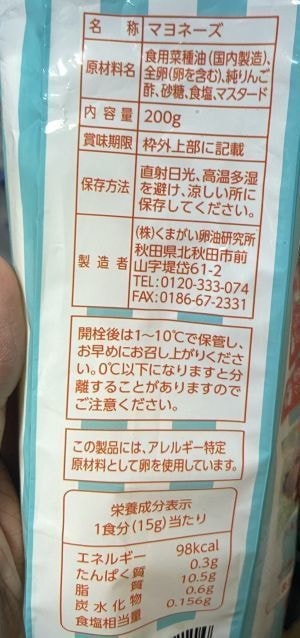 名 称 マヨネーズ
原材料名 食用菜種油(国内製造)、
全卵(卵を含む)、純りんご
酢、砂糖、食塩、マスタード
内 容 量 200g
賞味期限 枠外上部に記載
保存方法 直射日光、高温多湿
を避け、涼しい所に
保存してください。
製 造 者 (株)くまがい卵油研究所
秋田県北秋田市前
山字堤岱61-2
TEL:0120-333-074
FAX:0186-67-2331
開栓後は1〜10℃で保管し、
お早めにお召し上がりくださ
い。0℃以下になりますと分
離することがありますので
ご注意ください。
この製品には、アレルギー特定
原材料として卵を使用しています。
栄養成分表示
1食分(15g)当たり
エネルギー 98kcal
たんぱく質 0.3g
脂 質 10.5g
炭水化物 0.6g
食塩相当量 0.156g